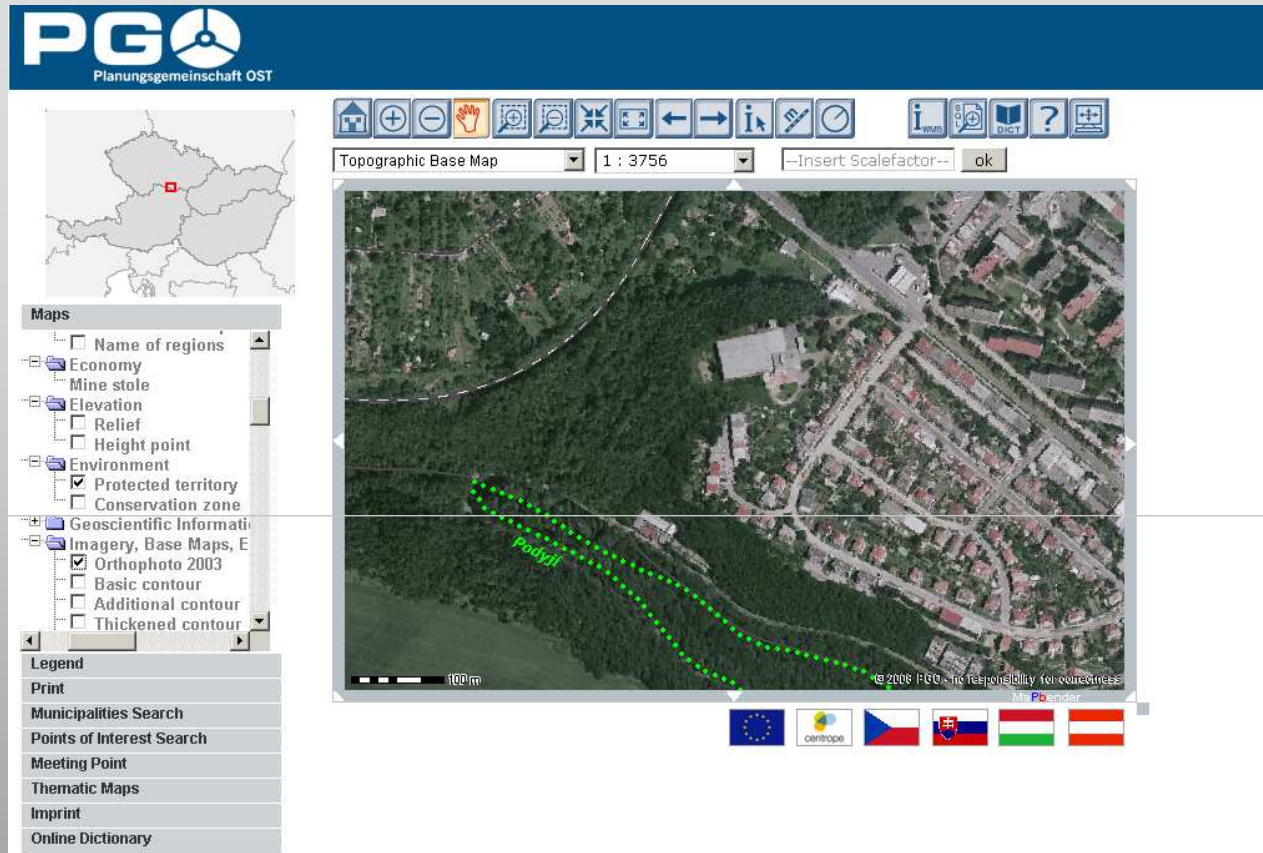 PGO
Planungsgemeinschaft OST
DICT
?
Topographic Base Map
1 : 3756
--Insert Scalefactor--
ok
Maps
Name of regions
Economy
Mine stole
Elevation
Relief
Height point
Environment
Protected territory
Conservation zone
Geoscientific Informati
Imagery, Base Maps, E
Orthophoto 2003
Basic contour
Additional contour
Thickened contour
Podyjí
100 m
© 2008 PGO - no responsibility for correctness
MaPbender
centrope
Legend
Print
Municipalities Search
Points of Interest Search
Meeting Point
Thematic Maps
Imprint
Online Dictionary